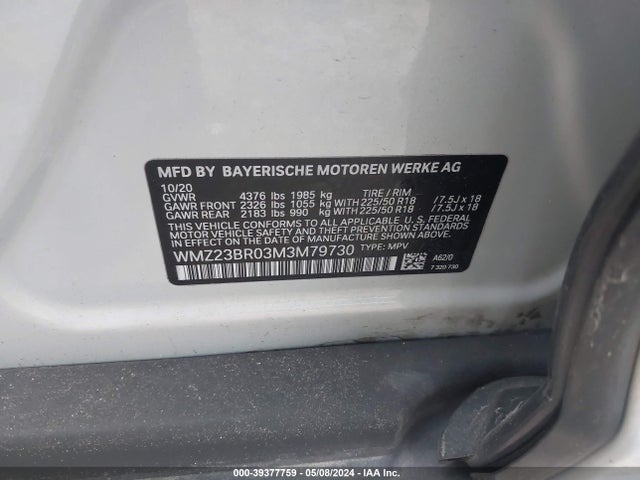 MFD BY BAYERISCHE MOTOREN WERKE AG
10/20
GVWR 4376 lbs 1985 kg TIRE / RIM
GAWR FRONT 2326 lbs 1055 kg WITH 225/50 R18 / 7.5J x 18
GAWR REAR 2183 lbs 990 kg WITH 225/50 R18 / 7.5J x 18
THIS VEHICLE CONFORMS TO ALL APPLICABLE U.S. FEDERAL
MOTOR VEHICLE SAFETY, BUMPER, AND THEFT PREVENTION
STANDARDS IN EFFECT ON THE DATE OF MANUFACTURE SHOWN ABOVE.
WMZ23BR03M3M79730 TYPE: MPV
A62/0
7 320 730
000-39377759 - 05/08/2024 - IAA Inc.